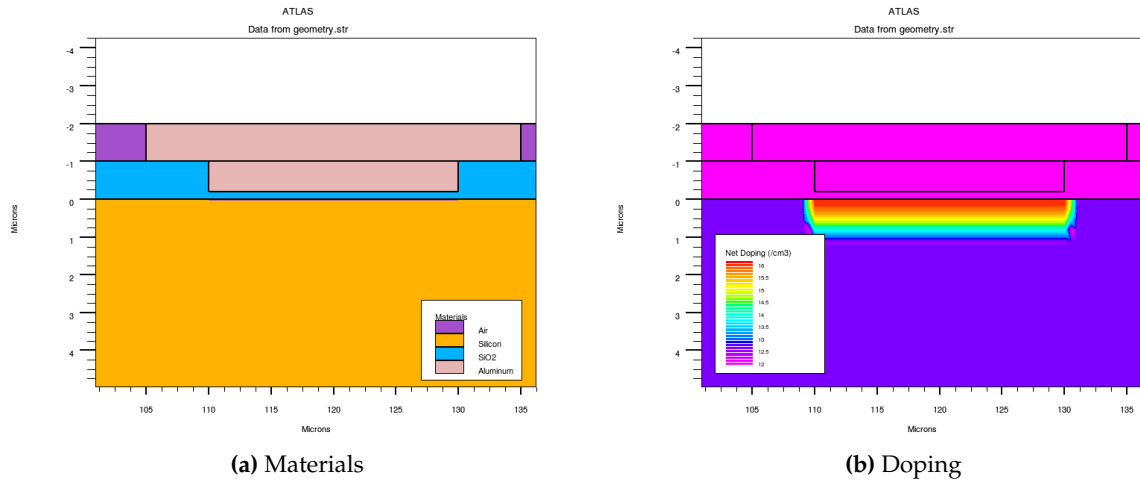 ATLAS
Data from geometry.str
-4
-3
-2
-1
0
1
2
3
4
Microns
105
110
115
120
125
130
135
Microns
Materials
Air
Silicon
SiO2
Aluminum
(a) Materials
ATLAS
Data from geometry.str
-4
-3
-2
-1
0
1
2
3
4
Microns
105
110
115
120
125
130
135
Microns
Net Doping (/cm3)
16
15.5
15
14.5
14
13.5
13
12.5
12
(b) Doping